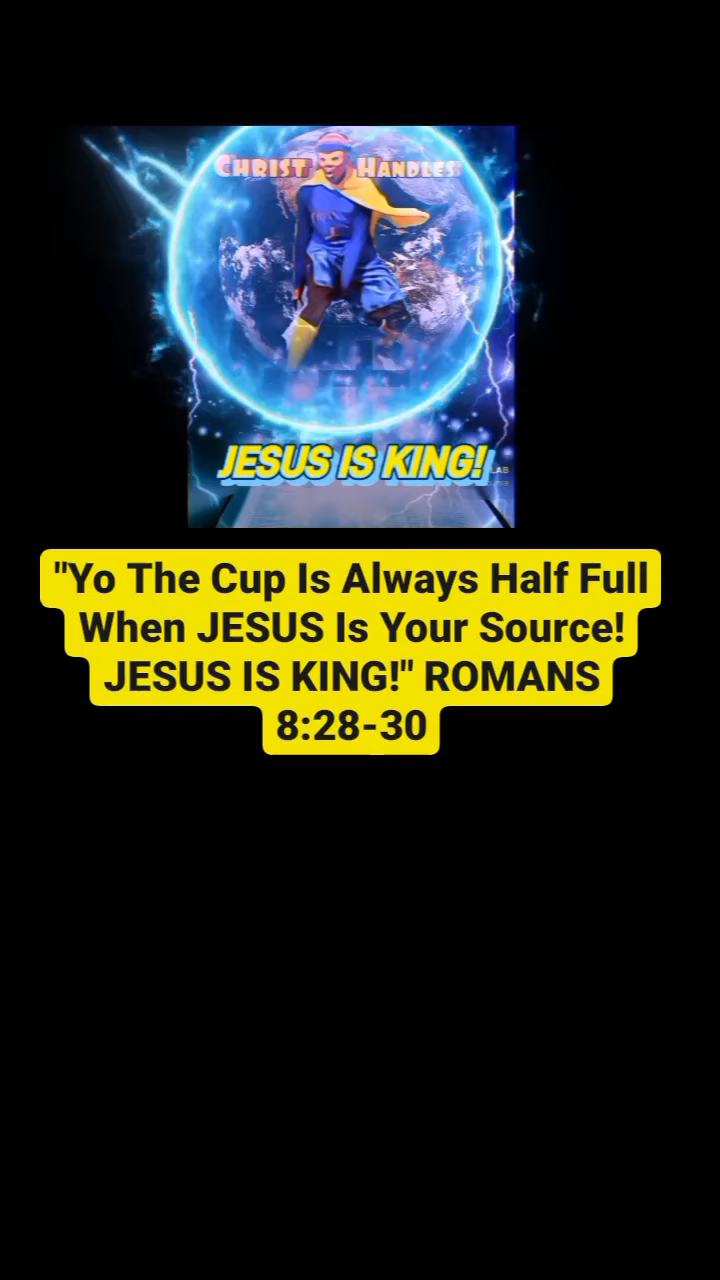 CHRIST HANDLES
JESUS IS KING!
LAB
"Yo The Cup Is Always Half Full
When JESUS Is Your Source!
JESUS IS KING!" ROMANS
8:28-30